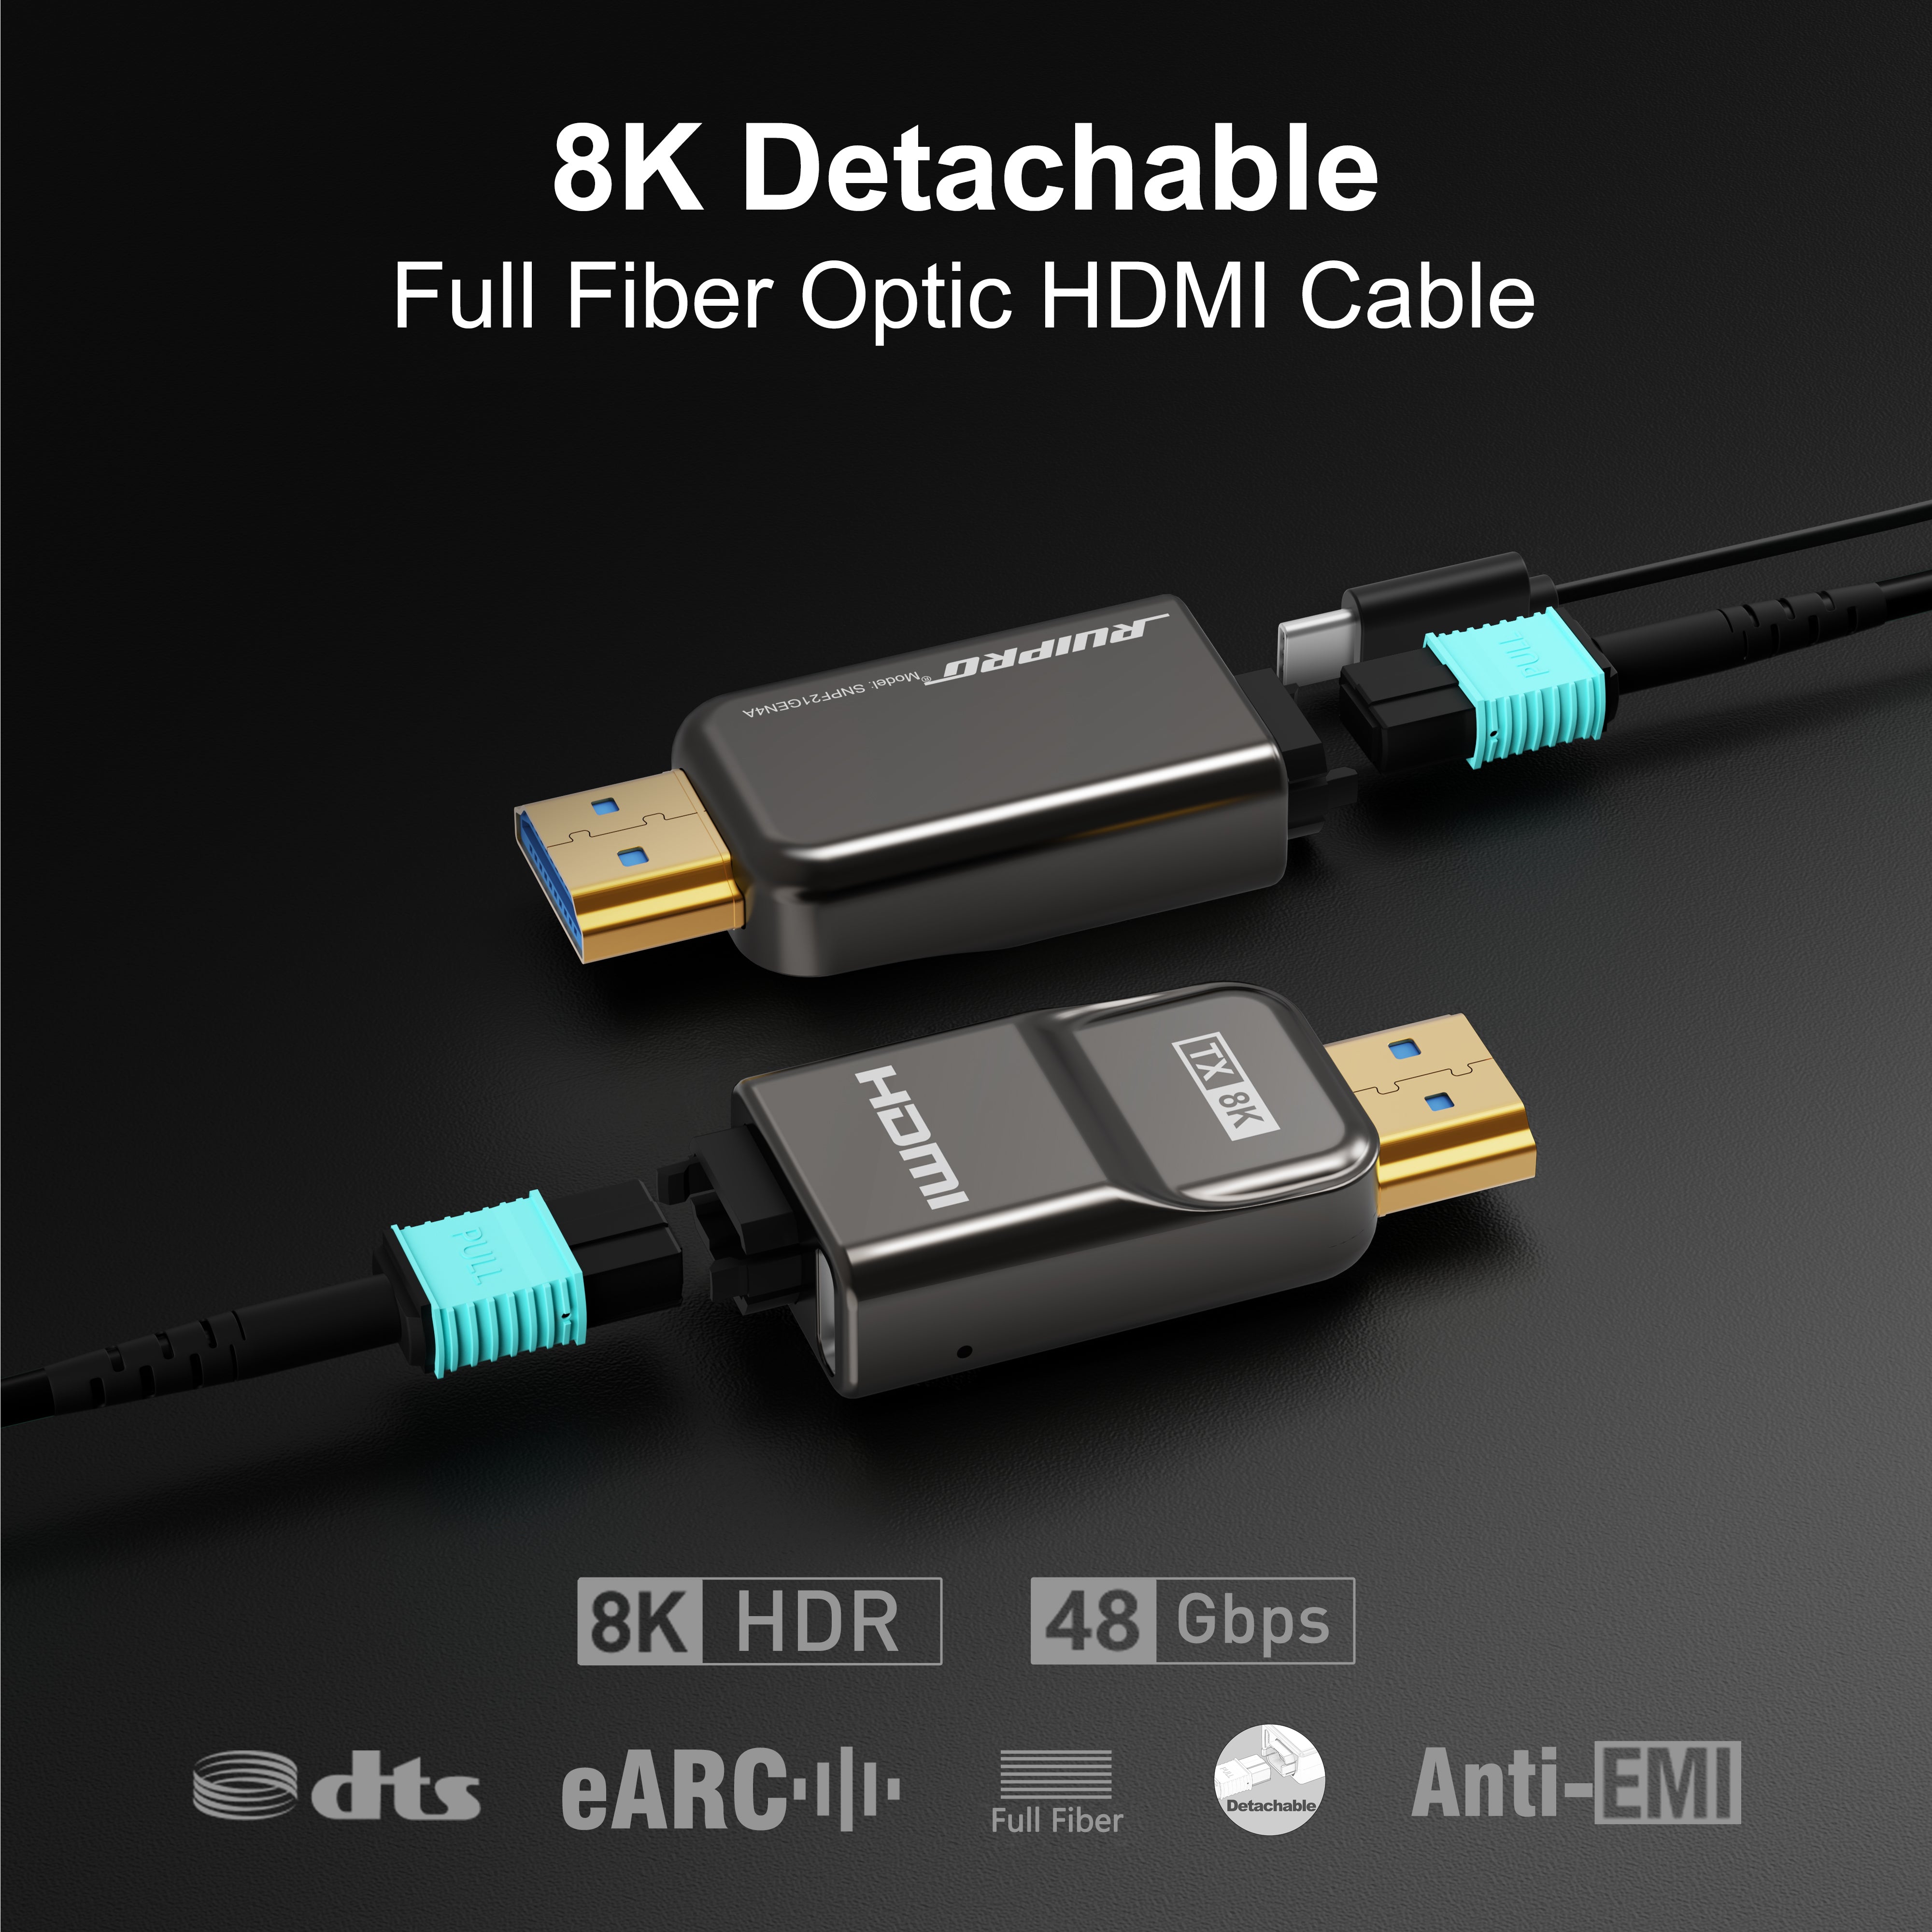 8K Detachable
Full Fiber Optic HDMI Cable
RUIPRO®
Model: SNPF21GEN4A
PULL
HDMI
TX 8K
PULL
8K HDR
48 Gbps
dts
eARC
Full Fiber
Detachable
Anti-EMI